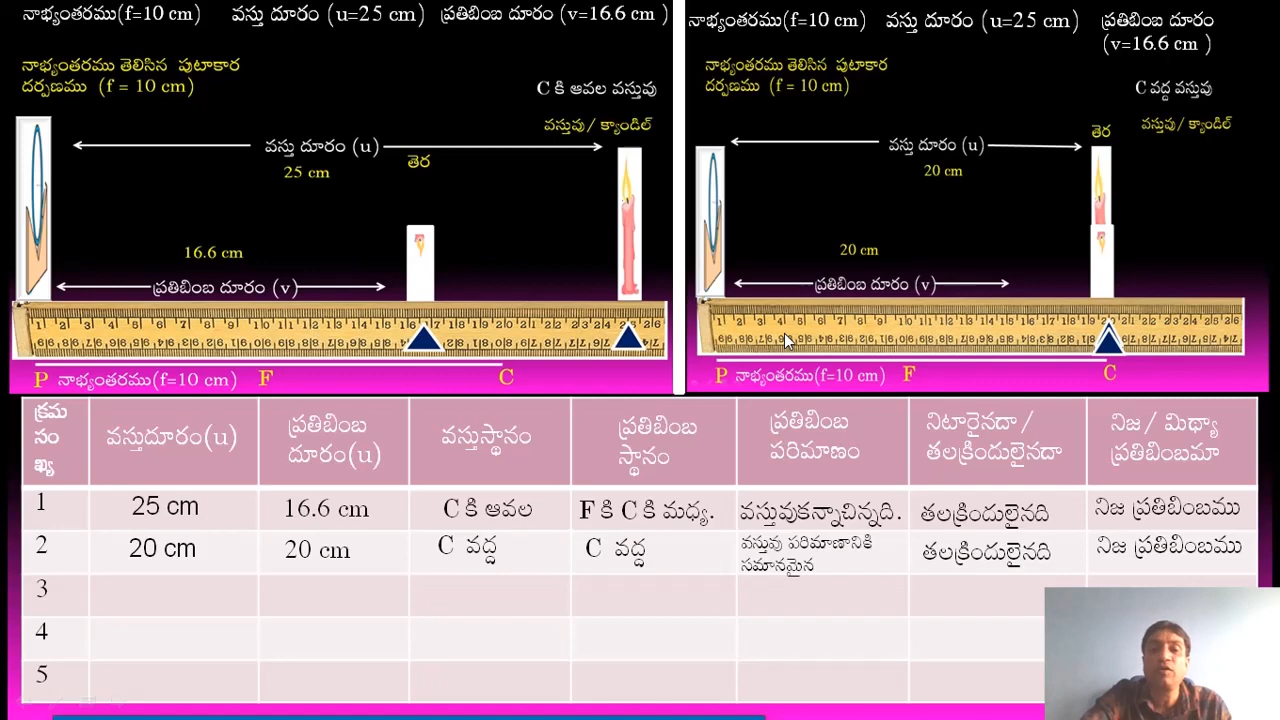 నాభ్యంతరము(f=10 cm) వస్తు దూరం (u=25 cm) ప్రతిబింబ దూరం (v=16.6 cm )
నాభ్యంతరము తెలిసిన పుటాకార
దర్పణము (f = 10 cm)
C కి ఆవల వస్తువు
వస్తువు/ క్యాండిల్
వస్తు దూరం (u)
తెర
25 cm
16.6 cm
ప్రతిబింబ దూరం (v)
P నాభ్యంతరము(f=10 cm) F C
నాభ్యంతరము(f=10 cm) వస్తు దూరం (u=25 cm) ప్రతిబింబ దూరం
(v=16.6 cm )
నాభ్యంతరము తెలిసిన పుటాకార
దర్పణము (f = 10 cm)
C వద్ద వస్తువు
తెర వస్తువు/ క్యాండిల్
వస్తు దూరం (u)
20 cm
20 cm
ప్రతిబింబ దూరం (v)
P నాభ్యంతరము(f=10 cm) F C
క్రమ సంఖ్య వస్తుదూరం(u) ప్రతిబింబ దూరం(u) వస్తుస్థానం ప్రతిబింబ స్థానం ప్రతిబింబ పరిమాణం నిటారైనదా / తలక్రిందులైనదా నిజ / మిథ్యా ప్రతిబింబమా
1 25 cm 16.6 cm C కి ఆవల F కి C కి మధ్య. వస్తువుకన్నాచిన్నది. తలక్రిందులైనది నిజ ప్రతిబింబము
2 20 cm 20 cm C వద్ద C వద్ద వస్తువు పరిమాణానికి సమానమైన తలక్రిందులైనది నిజ ప్రతిబింబము
3
4
5